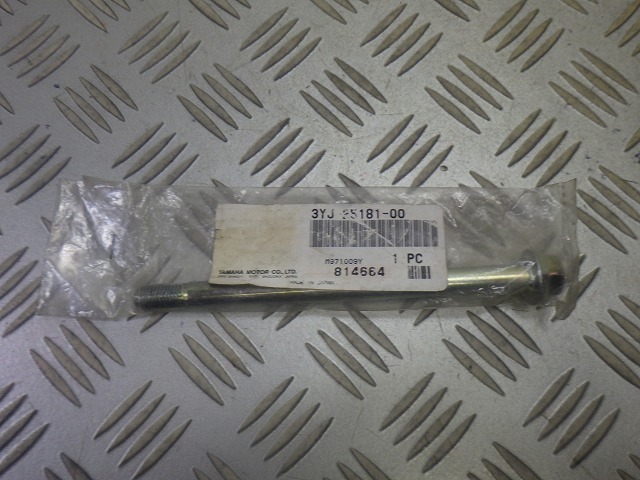 3YJ-25181-00
M971009Y
1 PC
YAMAHA MOTOR CO., LTD.
814664
MADE IN JAPAN